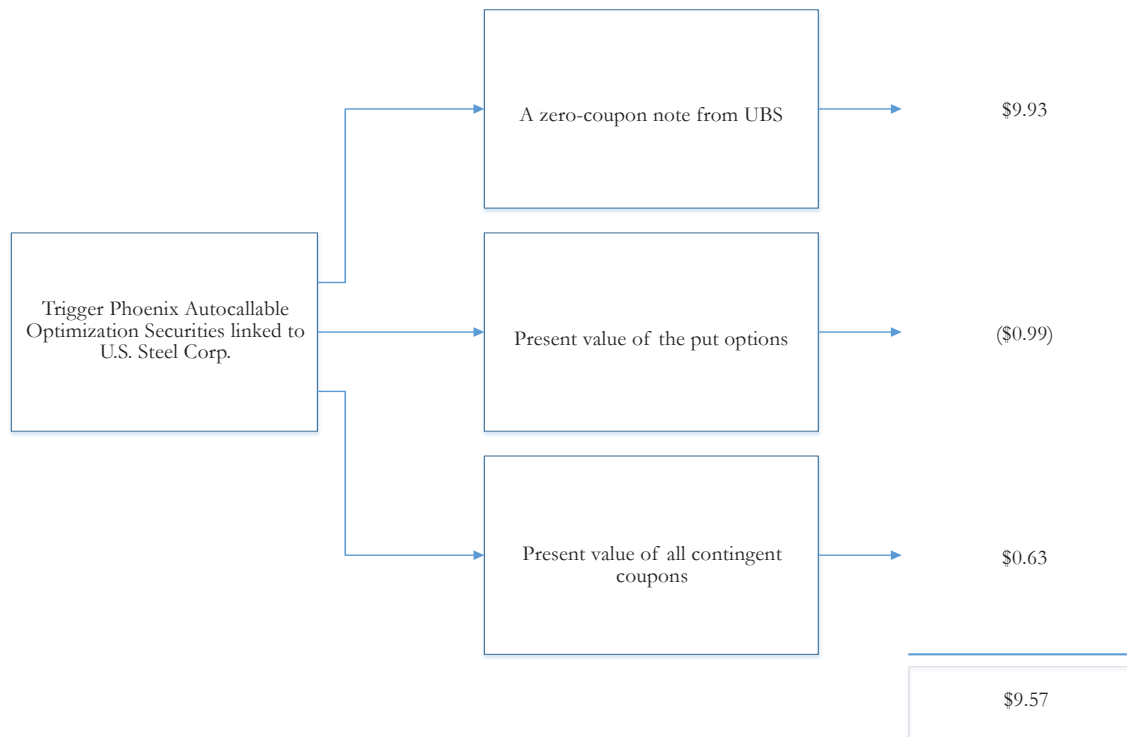 A zero-coupon note from UBS
$9.93
Trigger Phoenix Autocallable
Optimization Securities linked to
U.S. Steel Corp.
Present value of the put options
($0.99)
Present value of all contingent
coupons
$0.63
$9.57